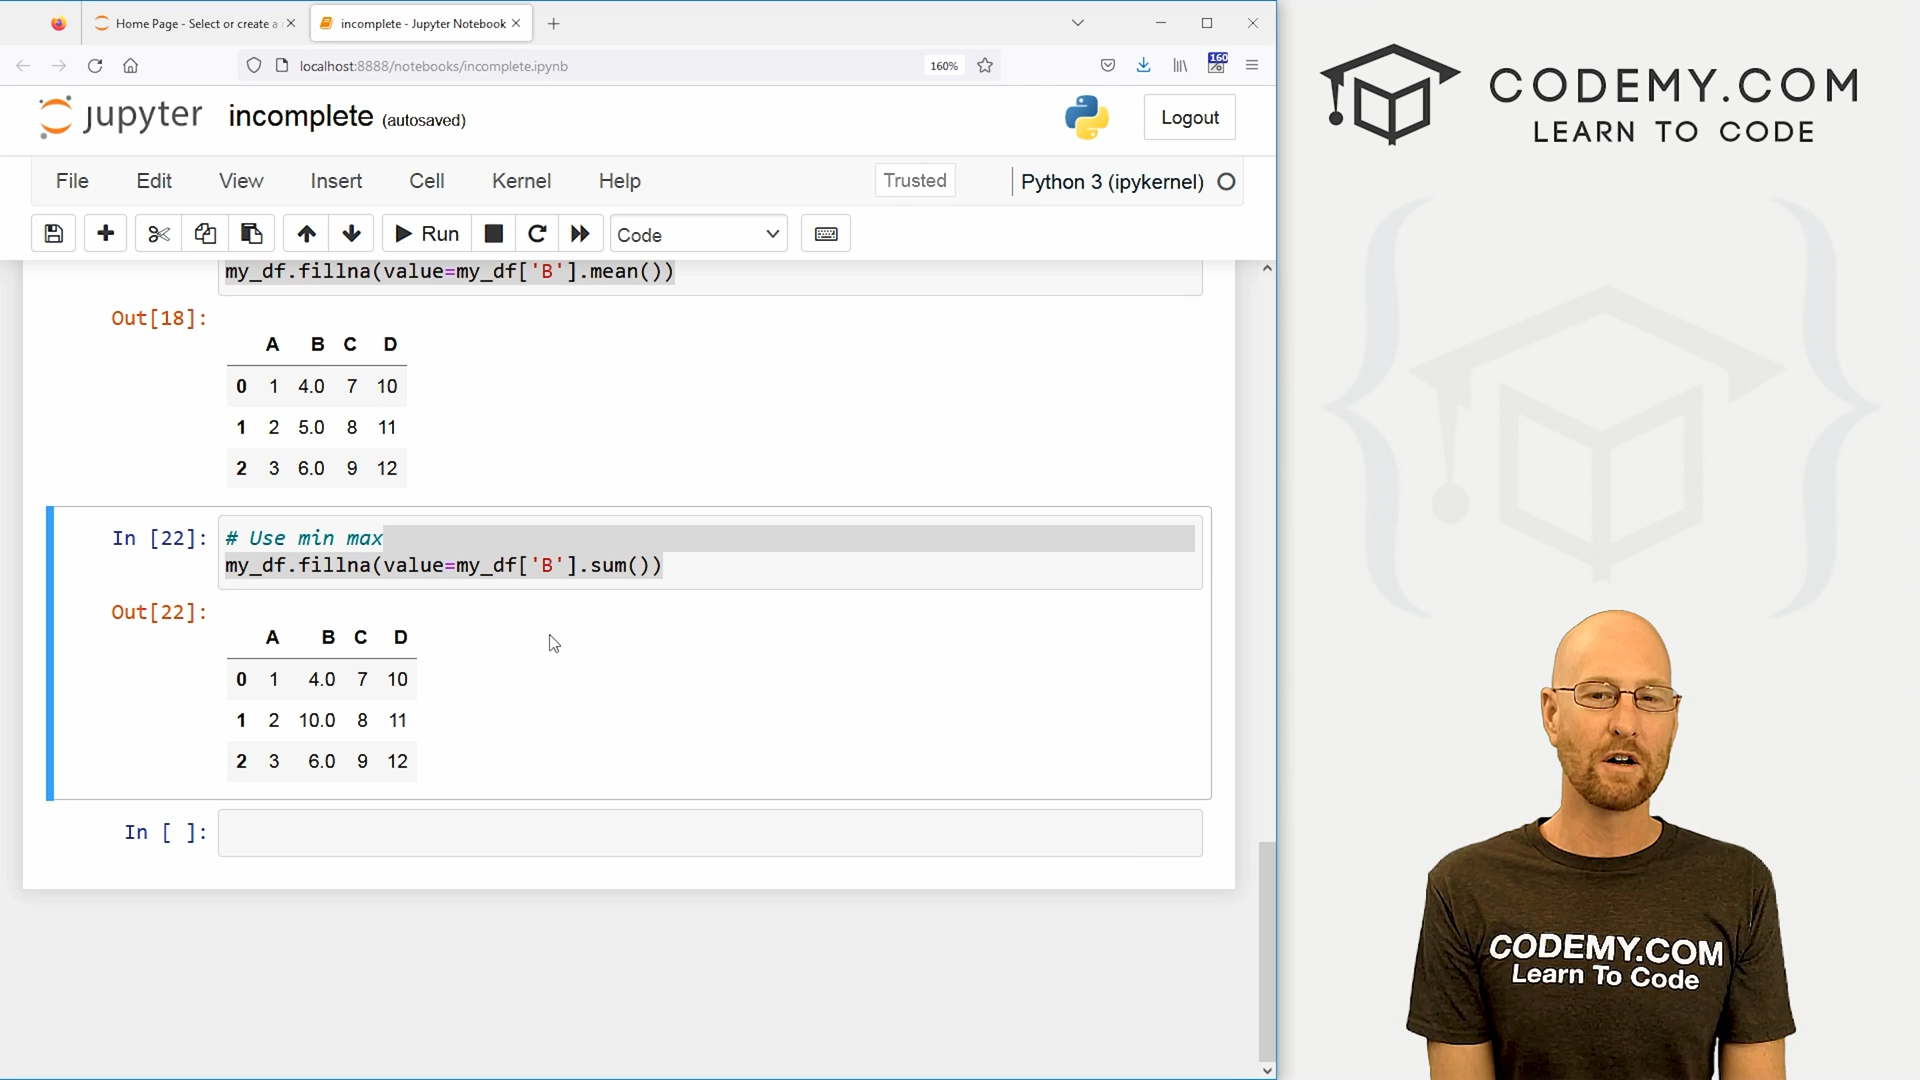 Home Page - Select or create a
incomplete - Jupyter Notebook
localhost:8888/notebooks/incomplete.ipynb
160%
160
jupyter incomplete (autosaved)
Logout
File Edit View Insert Cell Kernel Help
Trusted
Python 3 (ipykernel)
Run
Code
my_df.fillna(value=my_df['B'].mean())
Out[18]:
A B C D
0 1 4.0 7 10
1 2 5.0 8 11
2 3 6.0 9 12
In [22]:
# Use min max
my_df.fillna(value=my_df['B'].sum())
Out[22]:
A B C D
0 1 4.0 7 10
1 2 10.0 8 11
2 3 6.0 9 12
In [ ]:
CODEMY.COM
LEARN TO CODE
CODEMY.COM
Learn To Code